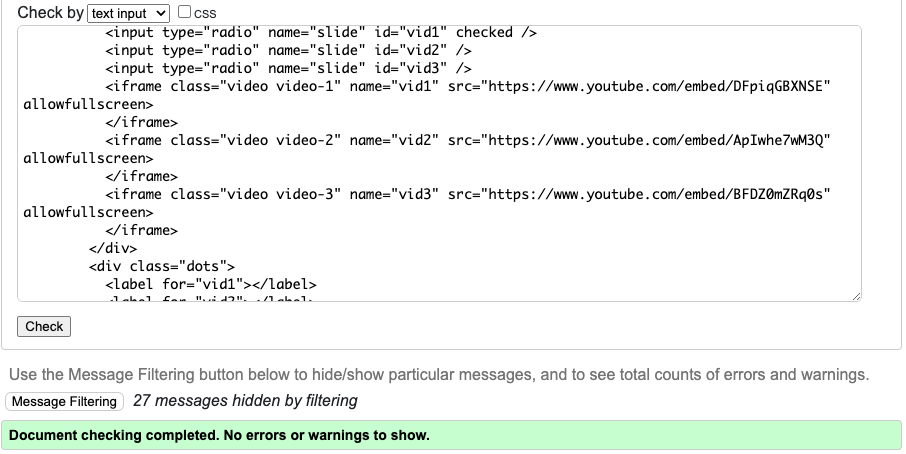 Check by text input css
<input type="radio" name="slide" id="vid1" checked />
<input type="radio" name="slide" id="vid2" />
<input type="radio" name="slide" id="vid3" />
<iframe class="video video-1" name="vid1" src="https://www.youtube.com/embed/DFpiqGBXNSE"
allowfullscreen>
</iframe>
<iframe class="video video-2" name="vid2" src="https://www.youtube.com/embed/ApIwhe7wM3Q"
allowfullscreen>
</iframe>
<iframe class="video video-3" name="vid3" src="https://www.youtube.com/embed/BFDZ0mZRq0s"
allowfullscreen>
</iframe>
</div>
<div class="dots">
<label for="vid1"></label>
<label for="vid2"></label>
Check
Use the Message Filtering button below to hide/show particular messages, and to see total counts of errors and warnings.
Message Filtering 27 messages hidden by filtering
Document checking completed. No errors or warnings to show.